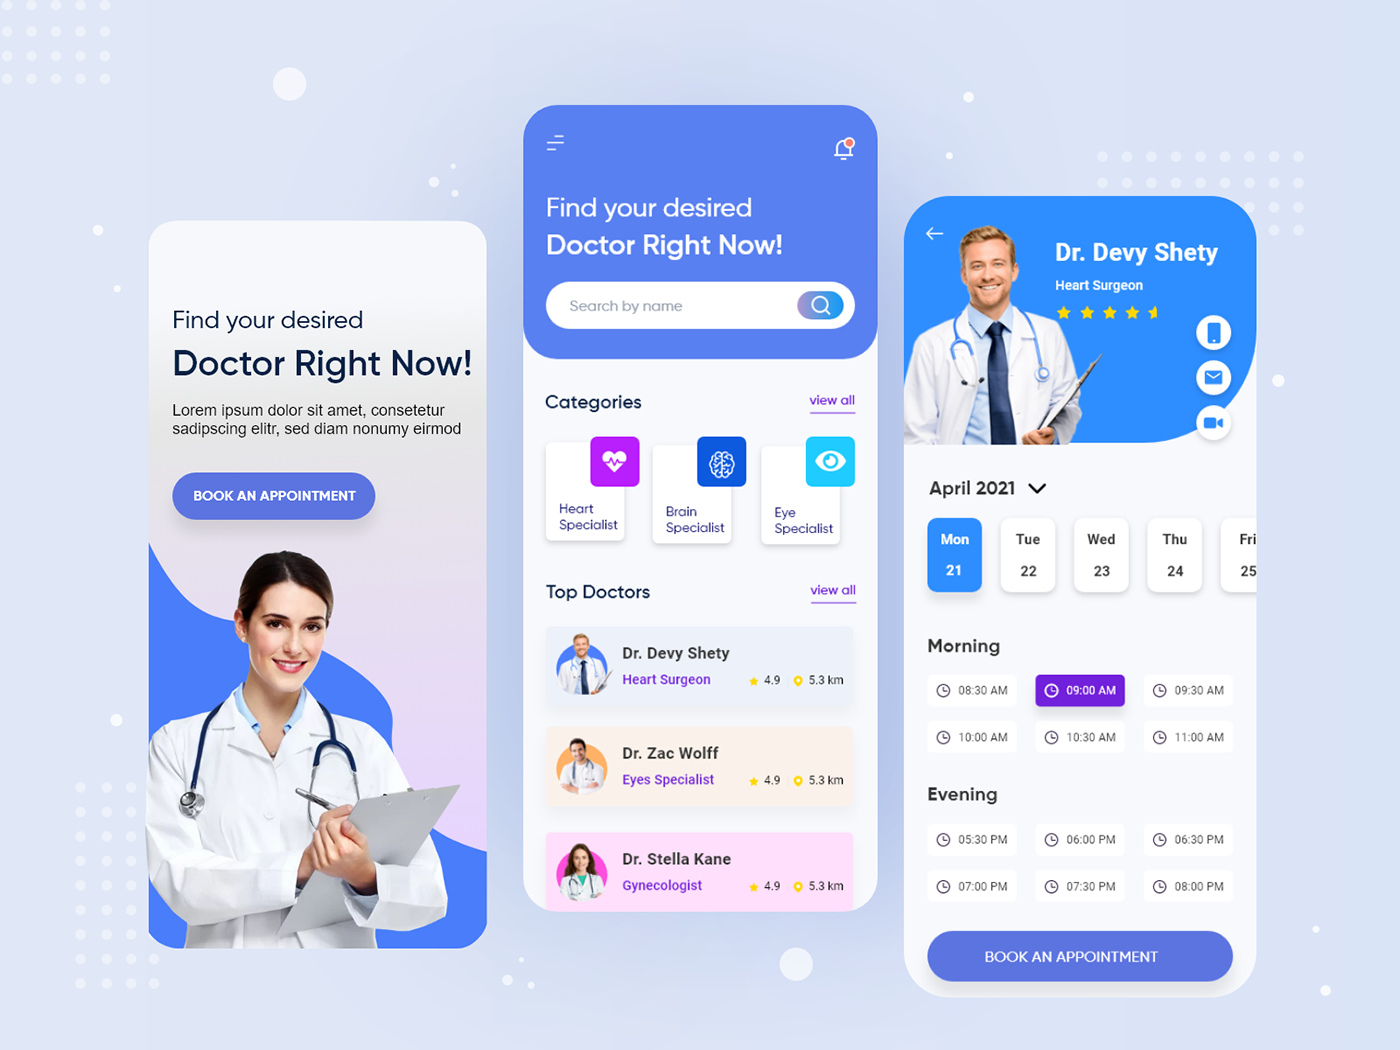 Find your desired
Doctor Right Now!
Lorem ipsum dolor sit amet, consetetur
sadipscing elitr, sed diam nonumy eirmod
BOOK AN APPOINTMENT
Find your desired
Doctor Right Now!
Search by name
Categories
view all
Heart
Specialist
Brain
Specialist
Eye
Specialist
Top Doctors
view all
Dr. Devy Shety
Heart Surgeon
4.9
5.3 km
Dr. Zac Wolff
Eyes Specialist
4.9
5.3 km
Dr. Stella Kane
Gynecologist
4.9
5.3 km
Dr. Devy Shety
Heart Surgeon
April 2021
Mon
21
Tue
22
Wed
23
Thu
24
Fri
25
Morning
08:30 AM
09:00 AM
09:30 AM
10:00 AM
10:30 AM
11:00 AM
Evening
05:30 PM
06:00 PM
06:30 PM
07:00 PM
07:30 PM
08:00 PM
BOOK AN APPOINTMENT